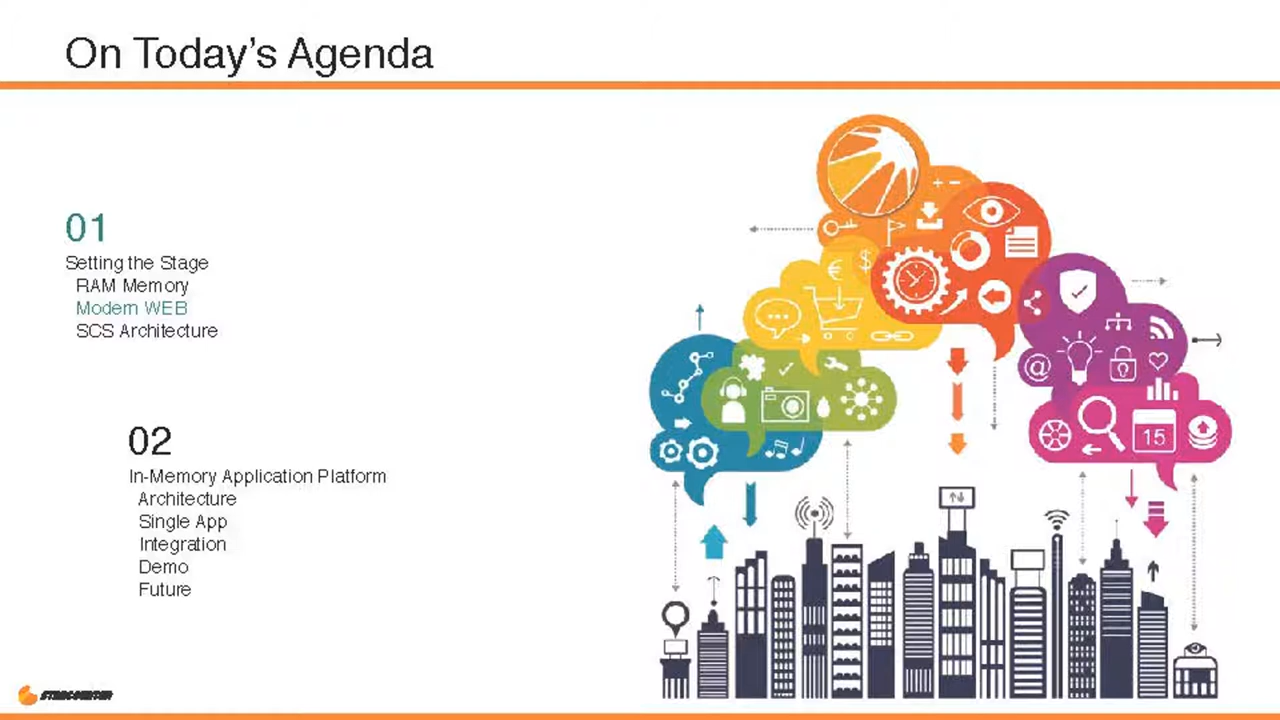 On Today's Agenda
01
Setting the Stage
RAM Memory
Modern WEB
SCS Architecture
02
In-Memory Application Platform
Architecture
Single App
Integration
Demo
Future
15